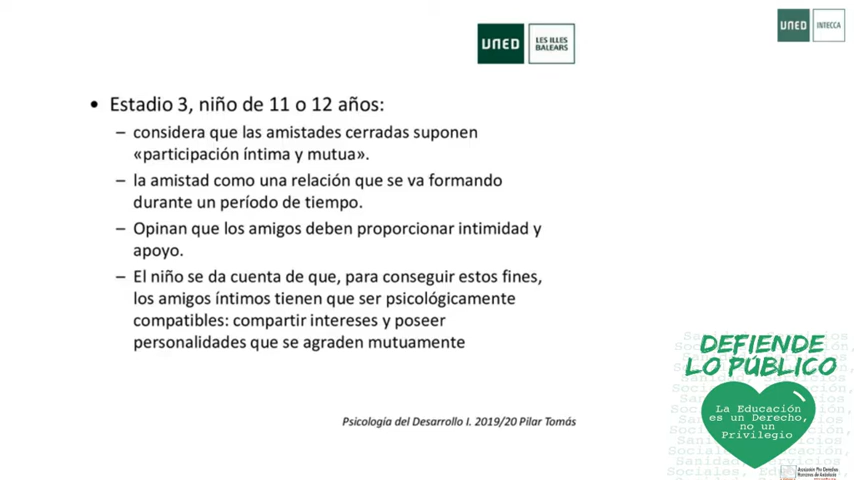 UNED
LES ILLES
BALEARS
UNED
INTECCA
• Estadio 3, niño de 11 o 12 años:
– considera que las amistades cerradas suponen
«participación íntima y mutua».
– la amistad como una relación que se va formando
durante un período de tiempo.
– Opinan que los amigos deben proporcionar intimidad y
apoyo.
– El niño se da cuenta de que, para conseguir estos fines,
los amigos íntimos tienen que ser psicológicamente
compatibles: compartir intereses y poseer
personalidades que se agraden mutuamente
Psicología del Desarrollo I. 2019/20 Pilar Tomás
DEFIENDE
LO PÚBLICO
La Educación
es un Derecho,
no un
Privilegio